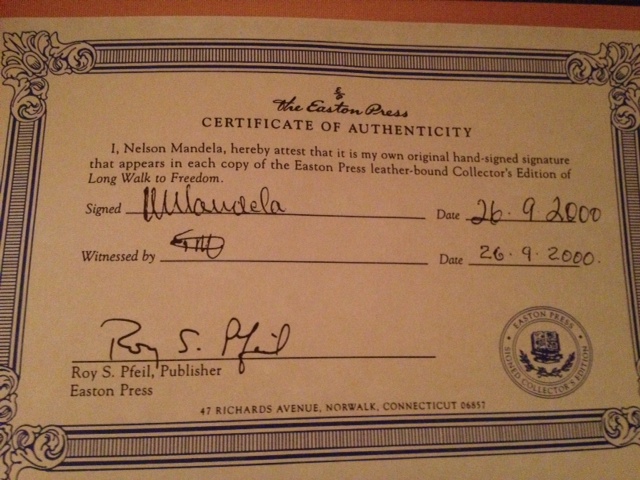 The Easton Press
CERTIFICATE OF AUTHENTICITY
I, Nelson Mandela, hereby attest that it is my own original hand-signed signature
that appears in each copy of the Easton Press leather-bound Collector's Edition of
Long Walk to Freedom.
Signed NMandela Date 26.9.2000
Witnessed by Date 26.9.2000.
Roy S. Pfeil
Roy S. Pfeil, Publisher
Easton Press
EASTON PRESS
SIGNED COLLECTOR'S EDITION
47 RICHARDS AVENUE, NORWALK, CONNECTICUT 06857